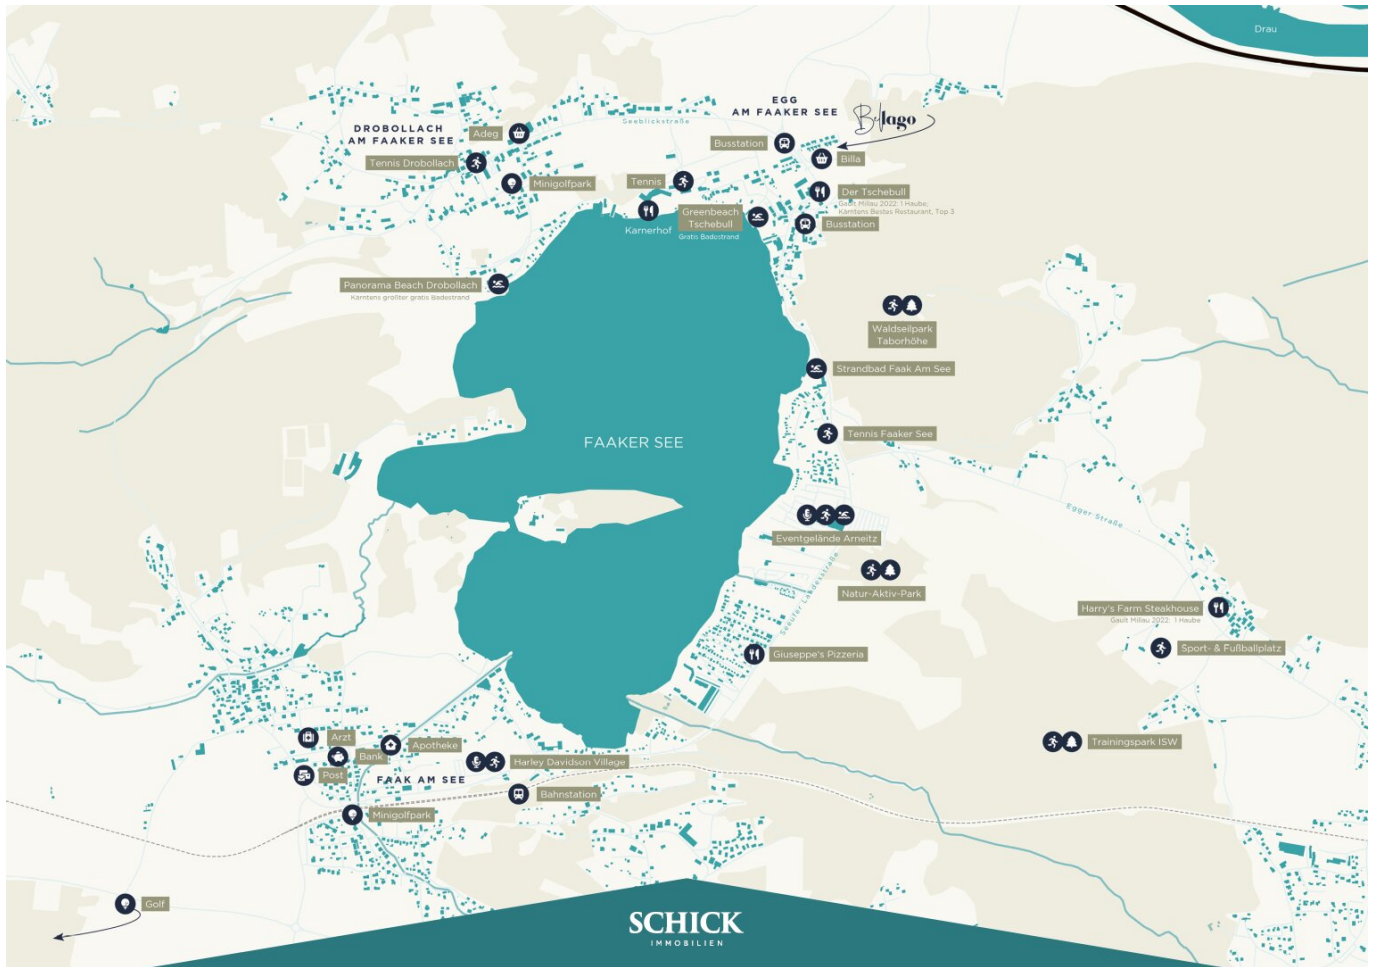 Drau
EGG
AM FAAKER SEE
Bellago
Seeblickstraße
DROBOLLACH
AM FAAKER SEE
Adeg
Busstation
Billa
Tennis Drobollach
Minigolfpark
Tennis
Der Tschebull
Gault Millau 2022: 1 Haube;
Kärntens Bestes Restaurant, Top 3
Greenbeach
Tschebull
Gratis Badestrand
Karnerhof
Busstation
Panorama Beach Drobollach
Kärntens größter gratis Badestrand
Waldseilpark
Taborhöhe
Strandbad Faak Am See
Tennis Faaker See
FAAKER SEE
Egger Straße
Eventgelände Arneitz
Natur-Aktiv-Park
Seeufer Landesstraße
Harry's Farm Steakhouse
Gault Millau 2022: 1 Haube
Sport- & Fußballplatz
Giuseppe's Pizzeria
Arzt
Apotheke
Bank
Post
FAAK AM SEE
Harley Davidson Village
Trainingspark ISW
Bahnstation
Minigolfpark
Golf
SCHICK
IMMOBILIEN